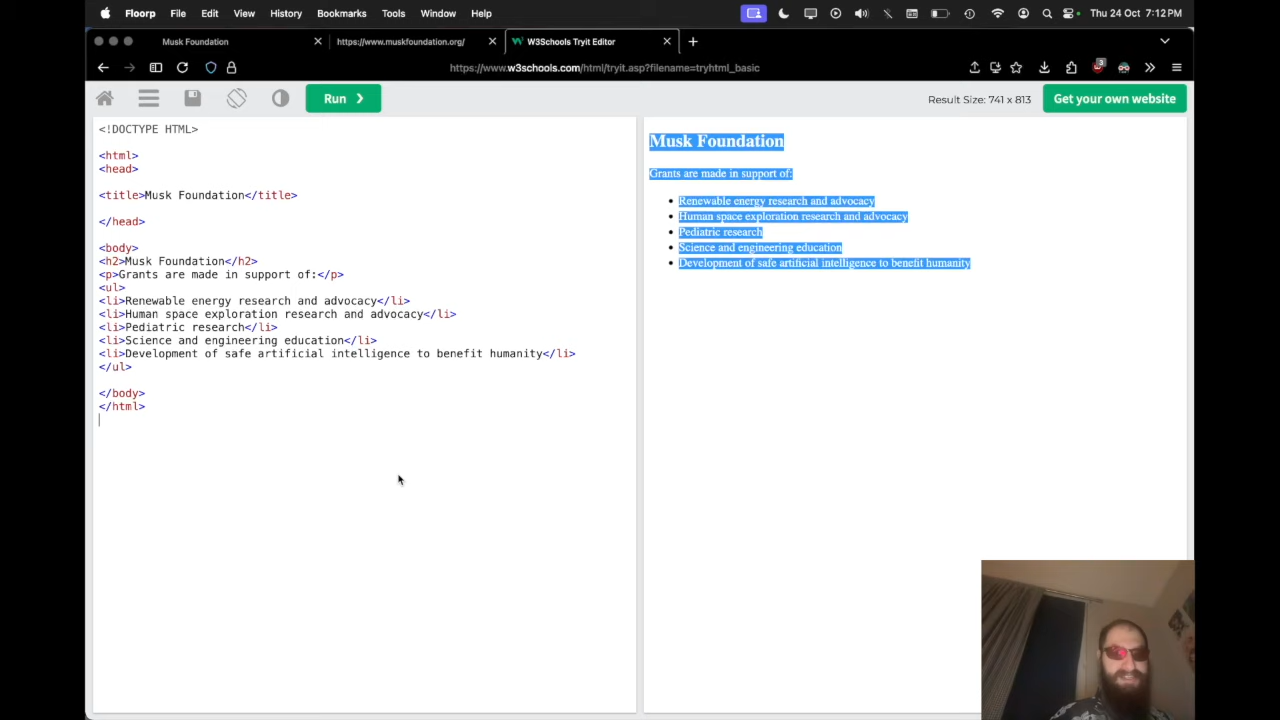 Floorp File Edit View History Bookmarks Tools Window Help Thu 24 Oct 7:12 PM
Musk Foundation https://www.muskfoundation.org/ W3Schools Tryit Editor
https://www.w3schools.com/html/tryit.asp?filename=tryhtml_basic 3
Run ❯ Result Size: 741 x 813 Get your own website
<!DOCTYPE HTML>
<html>
<head>
<title>Musk Foundation</title>
</head>
<body>
<h2>Musk Foundation</h2>
<p>Grants are made in support of:</p>
<ul>
<li>Renewable energy research and advocacy</li>
<li>Human space exploration research and advocacy</li>
<li>Pediatric research</li>
<li>Science and engineering education</li>
<li>Development of safe artificial intelligence to benefit humanity</li>
</ul>
</body>
</html>
Musk Foundation
Grants are made in support of:
• Renewable energy research and advocacy
• Human space exploration research and advocacy
• Pediatric research
• Science and engineering education
• Development of safe artificial intelligence to benefit humanity